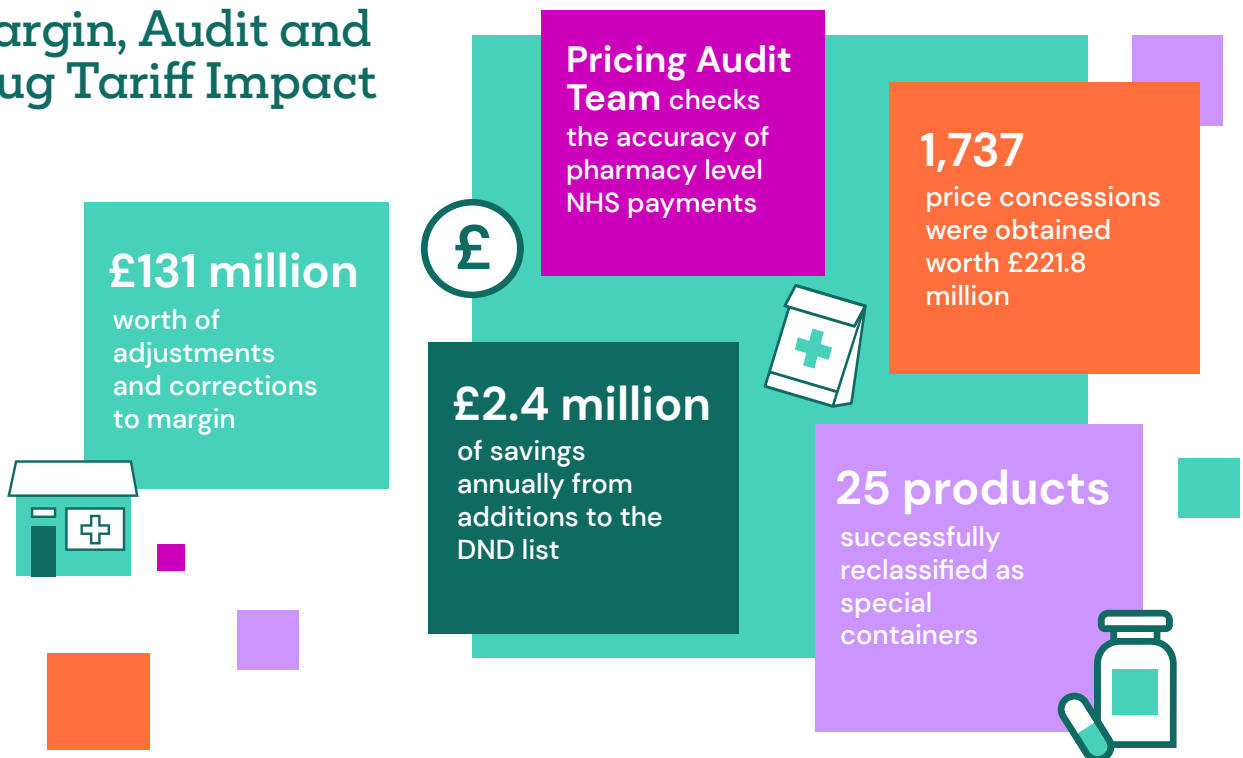 argin, Audit and
ug Tariff Impact
£131 million
worth of
adjustments
and corrections
to margin
£
Pricing Audit
Team checks
the accuracy of
pharmacy level
NHS payments
1,737
price concessions
were obtained
worth £221.8
million
£2.4 million
of savings
annually from
additions to the
DND list
25 products
successfully
reclassified as
special
containers